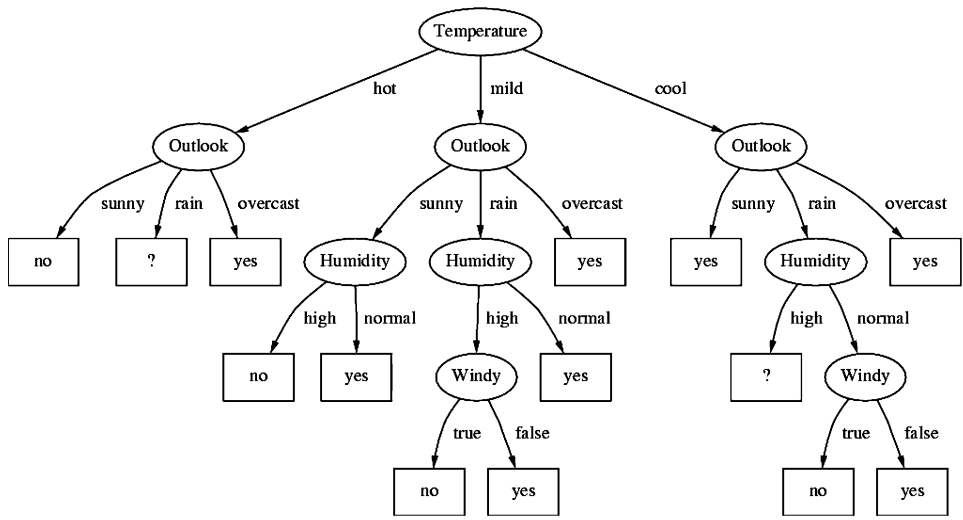 Temperature
hot mild cool
Outlook Outlook Outlook
sunny rain overcast sunny rain overcast sunny rain overcast
no ? yes Humidity Humidity yes yes Humidity yes
high normal high normal high normal
no yes Windy yes ? Windy
true false true false
no yes no yes